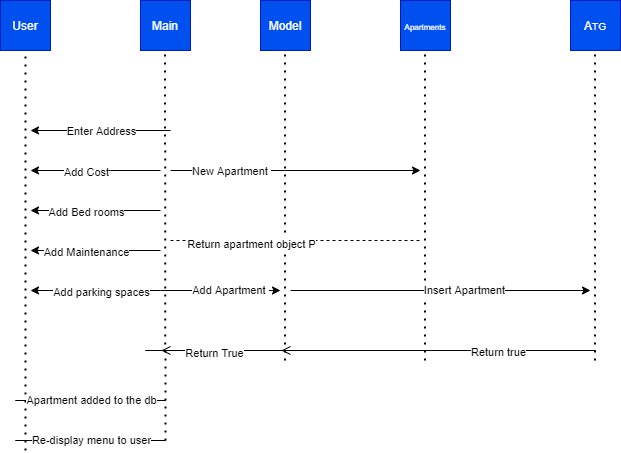 User
Main
Model
Apartments
ATG
Enter Address
Add Cost
New Apartment
Add Bed rooms
Return apartment object P
Add Maintenance
Add parking spaces
Add Apartment
Insert Apartment
Return True
Return true
Apartment added to the db
Re-display menu to user